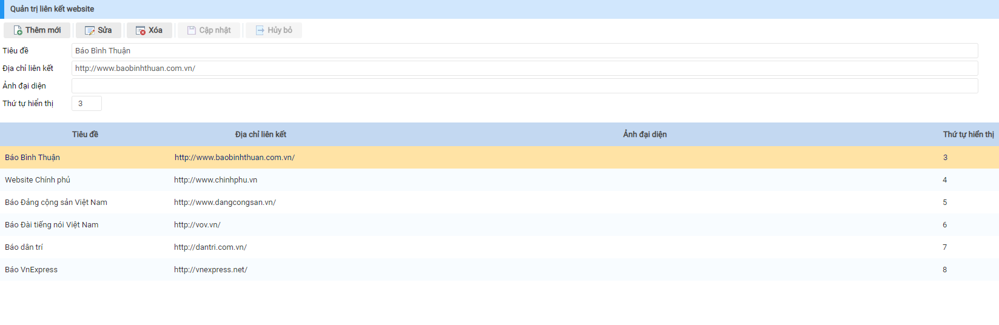 Quản trị liên kết website
Thêm mới Sửa Xóa Cập nhật Hủy bỏ
Tiêu đề Báo Bình Thuận
Địa chỉ liên kết http://www.baobinhthuan.com.vn/
Ảnh đại diện
Thứ tự hiển thị 3
Tiêu đề Địa chỉ liên kết Ảnh đại diện Thứ tự hiển thị
Báo Bình Thuận http://www.baobinhthuan.com.vn/ 3
Website Chính phủ http://www.chinhphu.vn 4
Báo Đảng cộng sản Việt Nam http://www.dangcongsan.vn/ 5
Báo Đài tiếng nói Việt Nam http://vov.vn/ 6
Báo dân trí http://dantri.com.vn/ 7
Báo VnExpress http://vnexpress.net/ 8